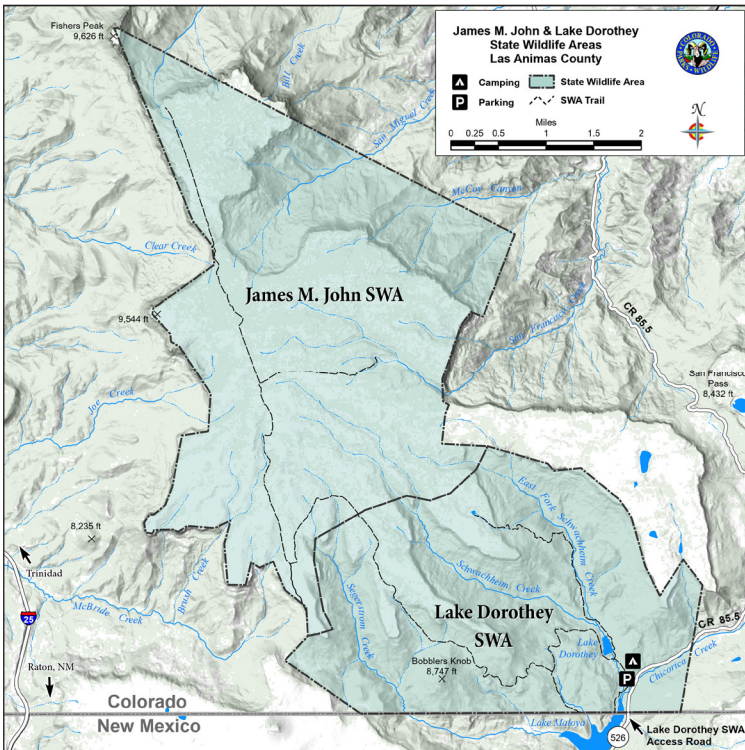 James M. John & Lake Dorothey
State Wildlife Areas
Las Animas County
COLORADO
PARKS & WILDLIFE
Camping
State Wildlife Area
Parking
SWA Trail
Miles
0 0.25 0.5 1 1.5 2
N
Fishers Peak
9,626 ft
Bill Creek
San Miguel Creek
McCoy Canyon
Clear Creek
James M. John SWA
9,544 ft
San Francisco Creek
CR 85.5
San Francisco
Pass
8,432 ft
Joe Creek
East Fork Schwachheim Creek
8,235 ft
Trinidad
Schwachheim Creek
Brush Creek
McBride Creek
25
Segerstrom Creek
Lake Dorothey
SWA
CR 85.5
Lake
Dorothey
Chicorica Creek
Bobblers Knob
8,747 ft
P
Raton, NM
Colorado
New Mexico
Lake Maloya
526
Lake Dorothey SWA
Access Road